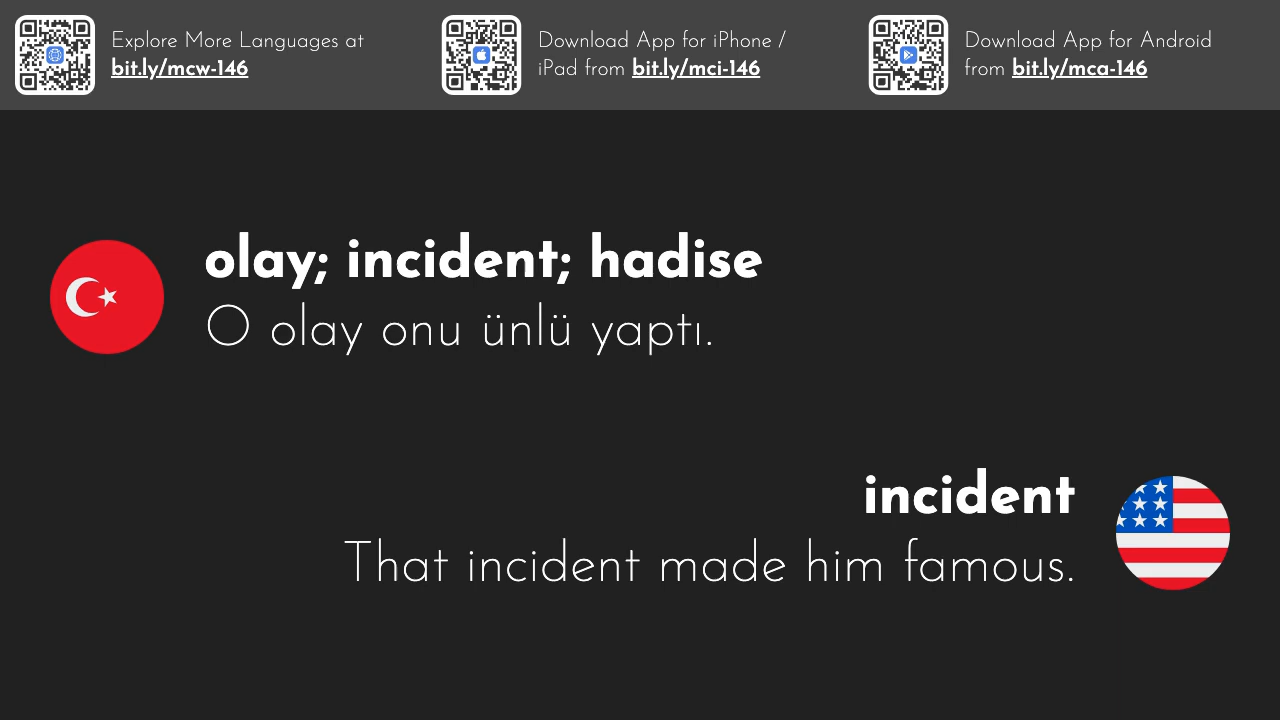 Explore More Languages at
bit.ly/mcw-146
Download App for iPhone /
iPad from bit.ly/mci-146
Download App for Android
from bit.ly/mca-146
olay; incident; hadise
O olay onu ünlü yaptı.
incident
That incident made him famous.